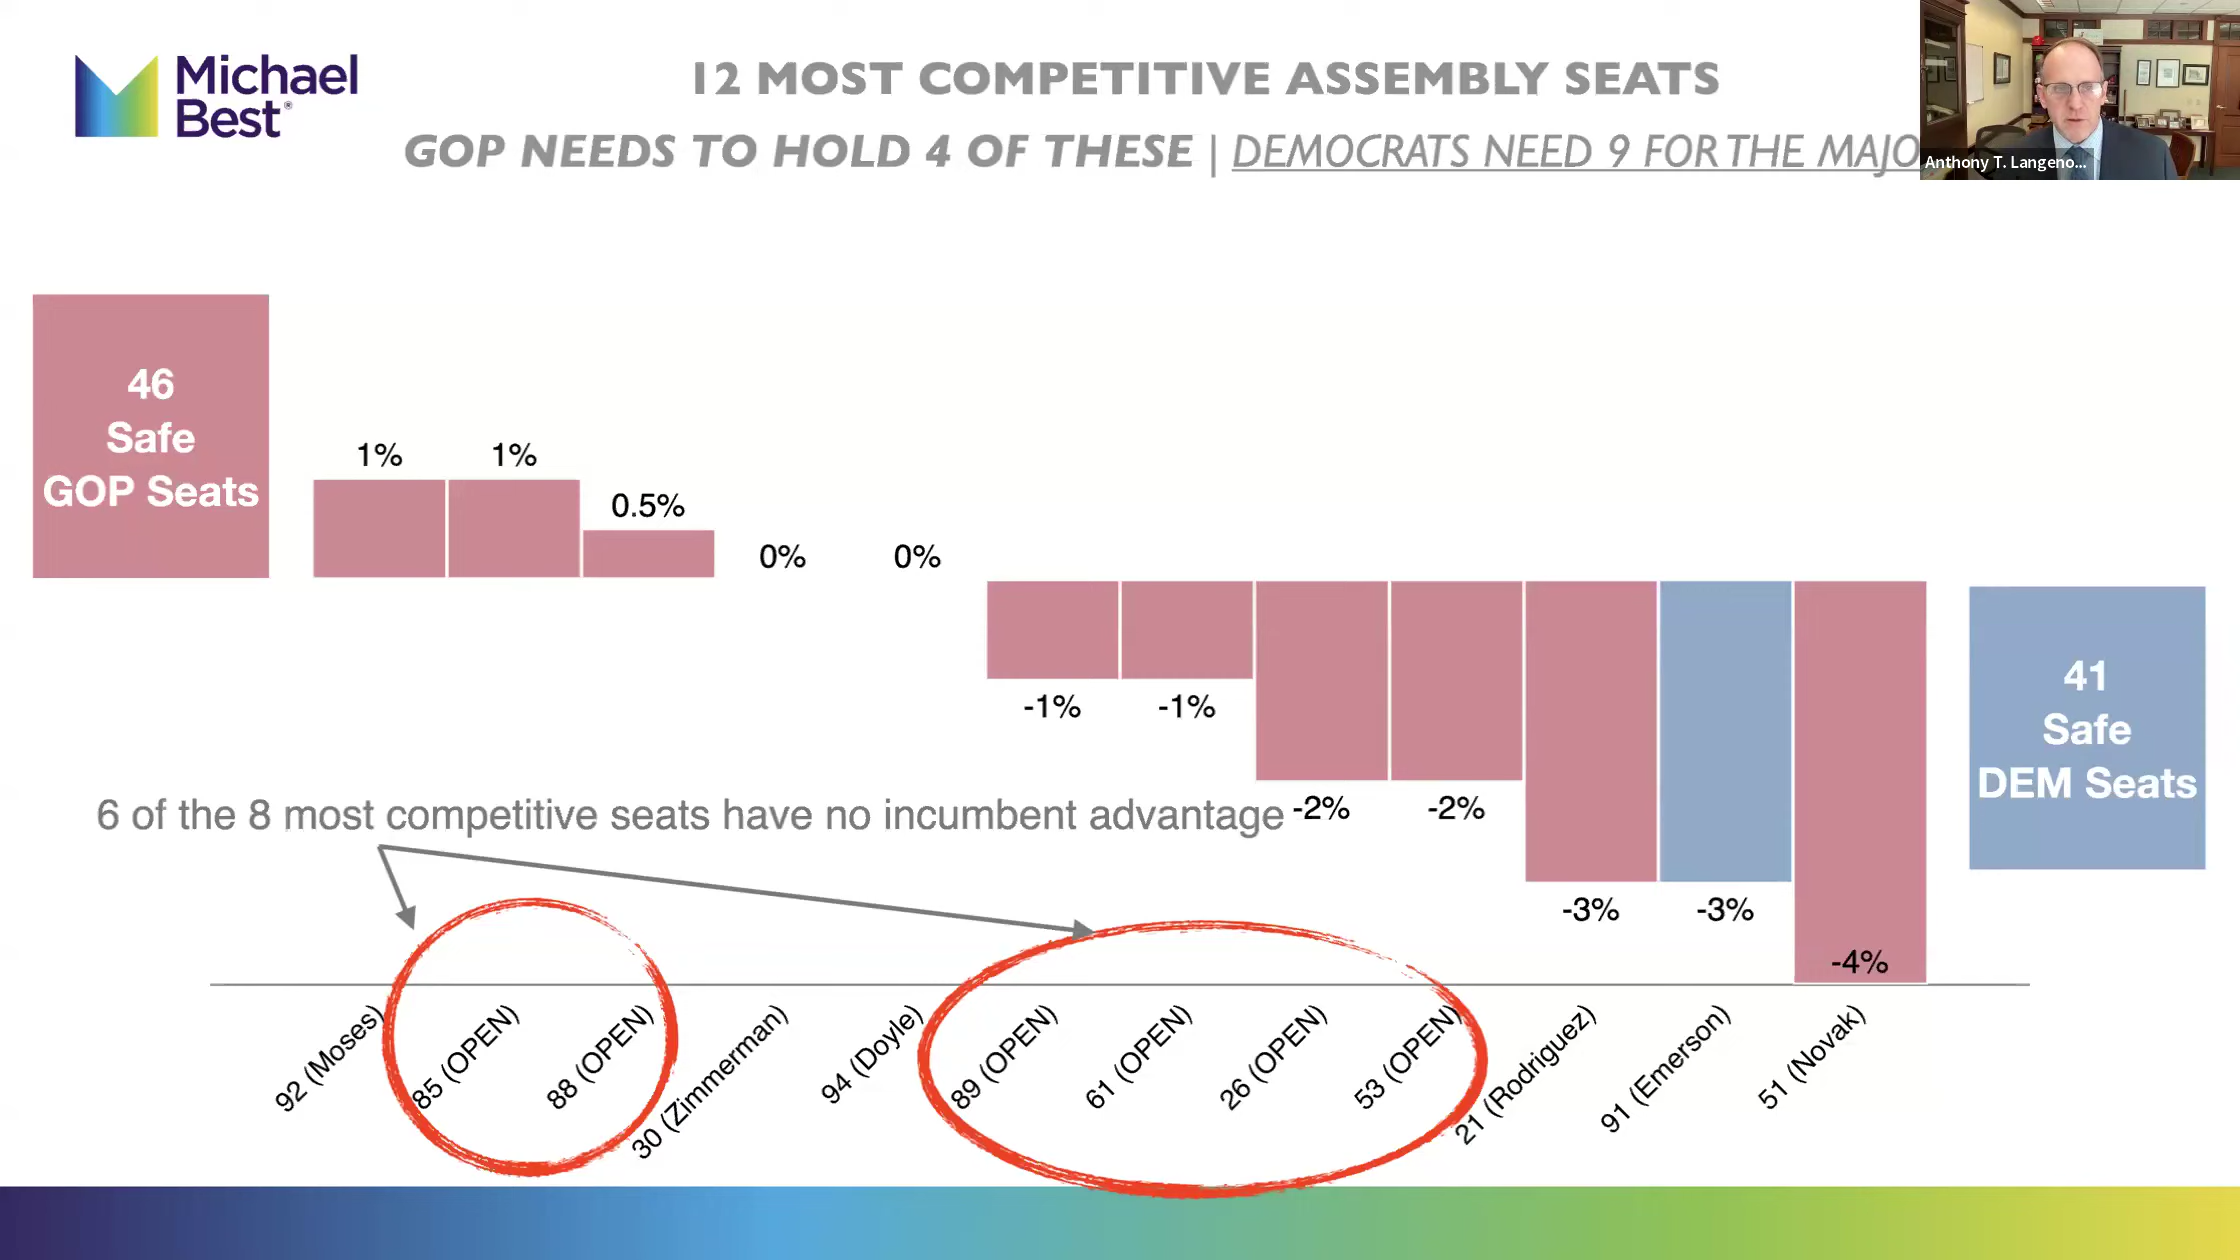 Michael
Best®
12 MOST COMPETITIVE ASSEMBLY SEATS
GOP NEEDS TO HOLD 4 OF THESE | DEMOCRATS NEED 9 FOR THE MAJO
Anthony T. Langeno...
46
Safe
GOP Seats
1%
1%
0.5%
0%
0%
-1%
-1%
-2%
-2%
-3%
-3%
-4%
41
Safe
DEM Seats
6 of the 8 most competitive seats have no incumbent advantage
92 (Moses)
85 (OPEN)
88 (OPEN)
30 (Zimmerman)
94 (Doyle)
89 (OPEN)
61 (OPEN)
26 (OPEN)
53 (OPEN)
21 (Rodriguez)
91 (Emerson)
51 (Novak)